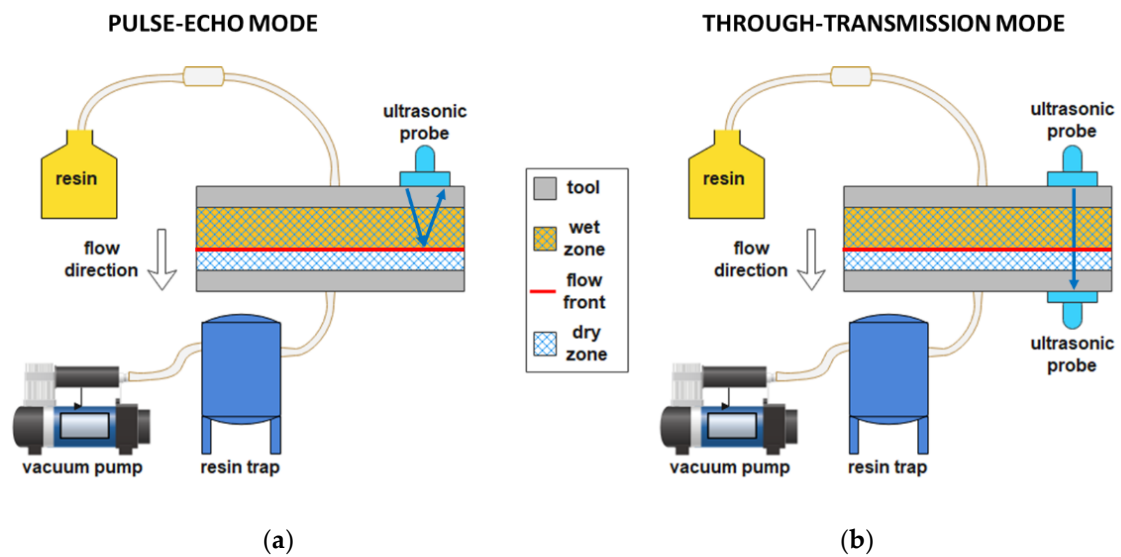 PULSE-ECHO MODE
ultrasonic
probe
resin
flow
direction
vacuum pump
resin trap
(a)
tool
wet
zone
flow
front
dry
zone
THROUGH-TRANSMISSION MODE
ultrasonic
probe
resin
flow
direction
ultrasonic
probe
vacuum pump
resin trap
(b)